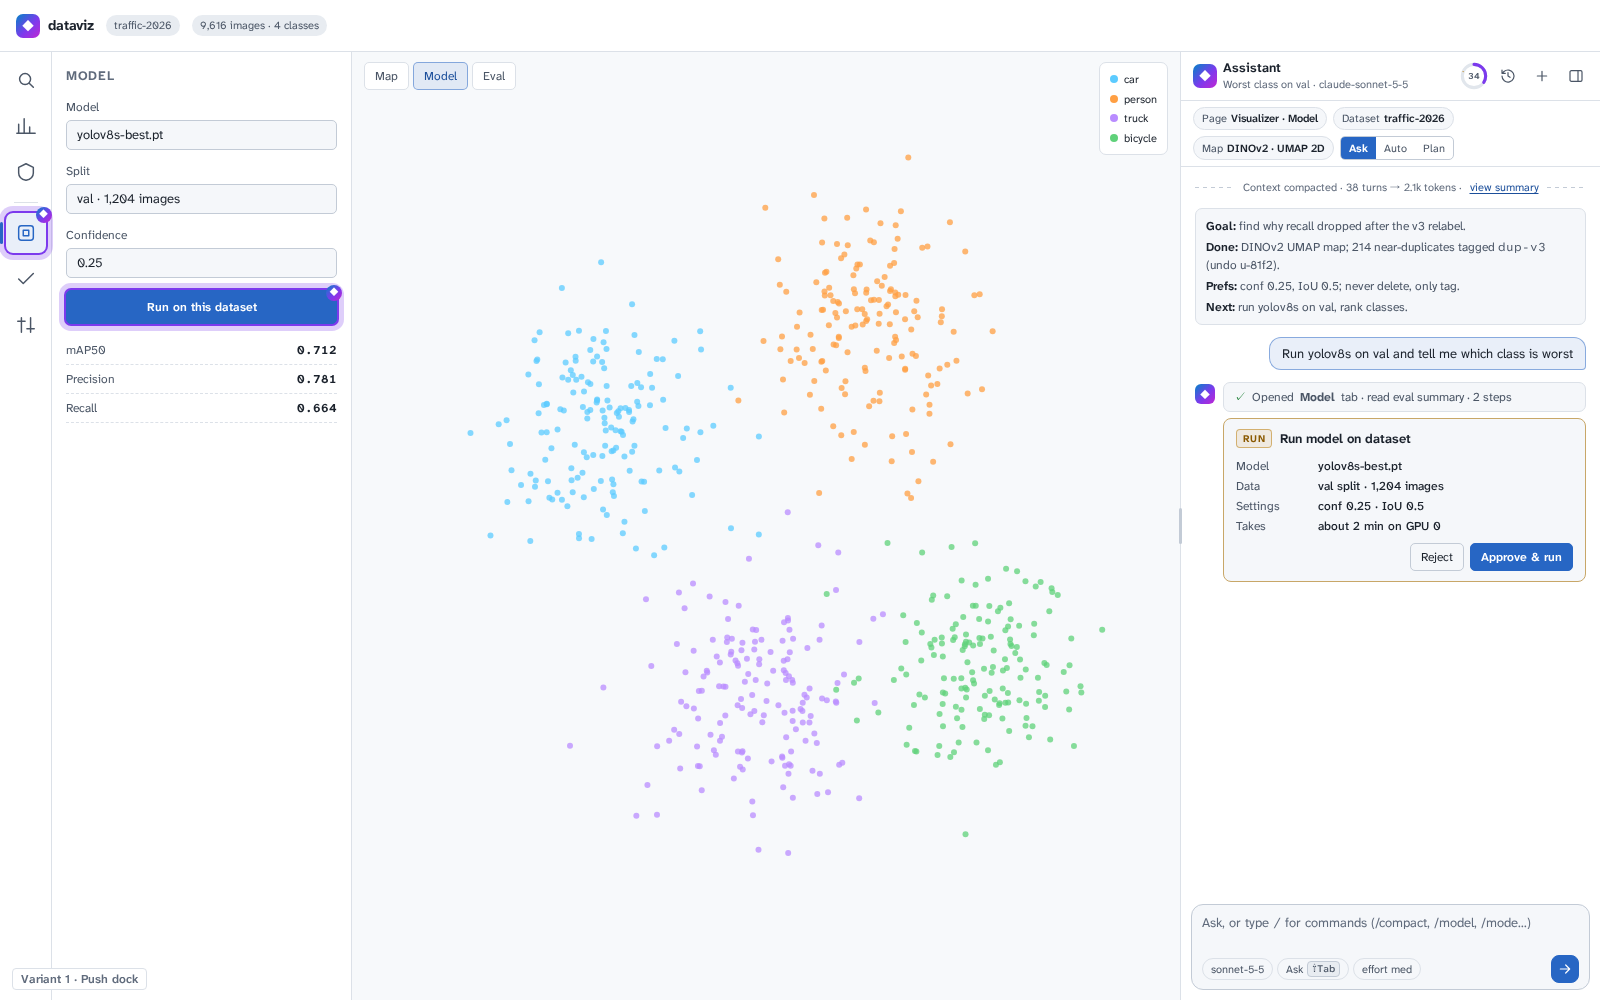 dataviz
traffic-2026
9,616 images · 4 classes
MODEL
Model
yolov8s-best.pt
Split
val · 1,204 images
Confidence
0.25
Run on this dataset
mAP50 0.712
Precision 0.781
Recall 0.664
Variant 1 · Push dock
Map Model Eval
car
person
truck
bicycle
Assistant
Worst class on val · claude-sonnet-5-5
34
Page Visualizer · Model
Dataset traffic-2026
Map DINOv2 · UMAP 2D
Ask Auto Plan
Context compacted · 38 turns → 2.1k tokens · view summary
Goal: find why recall dropped after the v3 relabel.
Done: DINOv2 UMAP map; 214 near-duplicates tagged dup-v3
(undo u-81f2).
Prefs: conf 0.25, IoU 0.5; never delete, only tag.
Next: run yolov8s on val, rank classes.
Run yolov8s on val and tell me which class is worst
✓ Opened Model tab · read eval summary · 2 steps
RUN Run model on dataset
Model yolov8s-best.pt
Data val split · 1,204 images
Settings conf 0.25 · IoU 0.5
Takes about 2 min on GPU 0
Reject Approve & run
Ask, or type / for commands (/compact, /model, /mode…)
sonnet-5-5 Ask ⇧Tab effort med